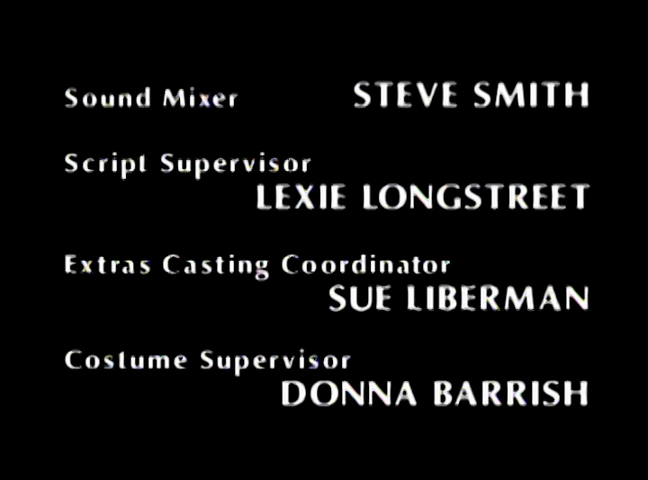 Sound Mixer STEVE SMITH
Script Supervisor
LEXIE LONGSTREET
Extras Casting Coordinator
SUE LIBERMAN
Costume Supervisor
DONNA BARRISH